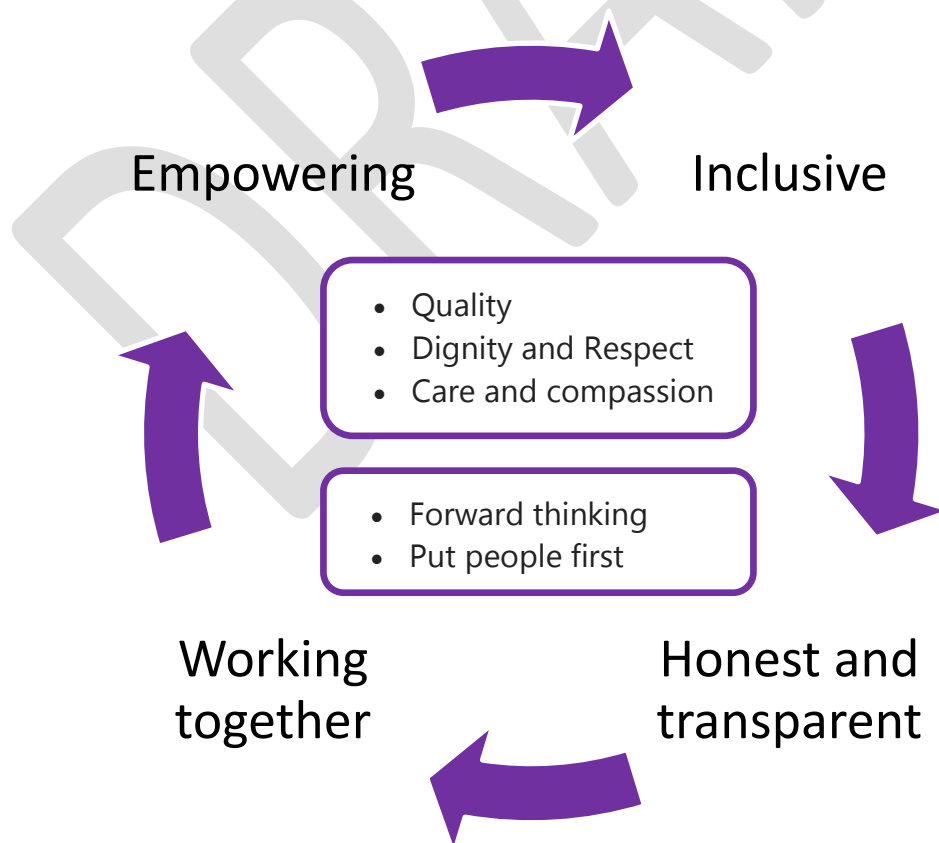 DRA
Empowering
Inclusive
• Quality
• Dignity and Respect
• Care and compassion
• Forward thinking
• Put people first
Working
together
Honest and
transparent